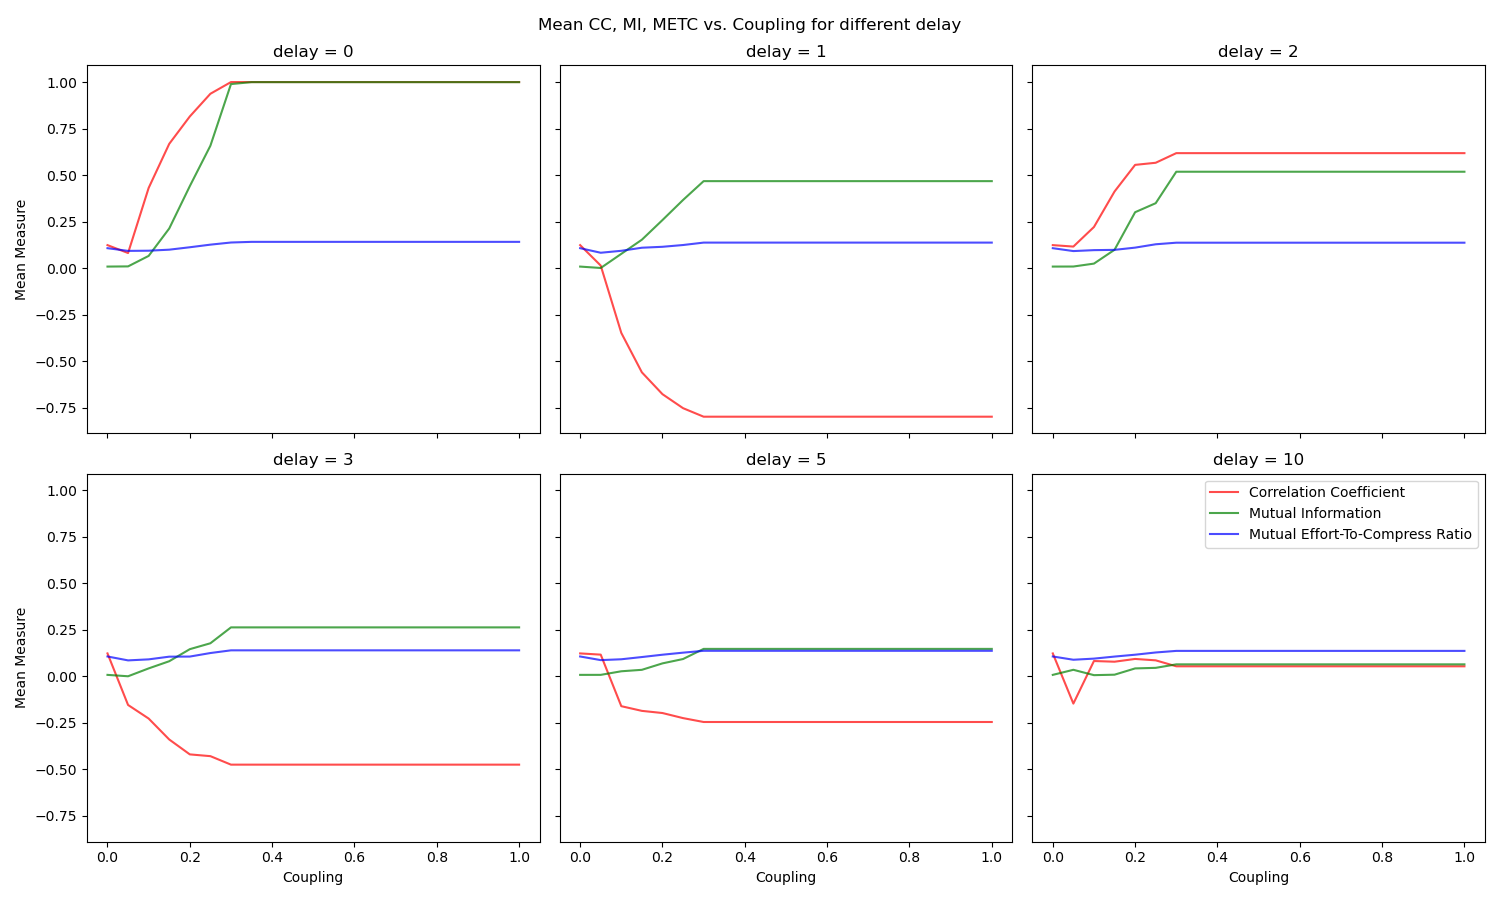 Mean CC, MI, METC vs. Coupling for different delay
delay = 0
delay = 1
delay = 2
1.00
0.75
0.50
0.25
0.00
−0.25
−0.50
−0.75
Mean Measure
delay = 3
delay = 5
delay = 10
1.00
0.75
0.50
0.25
0.00
−0.25
−0.50
−0.75
Mean Measure
Correlation Coefficient
Mutual Information
Mutual Effort-To-Compress Ratio
0.0 0.2 0.4 0.6 0.8 1.0
0.0 0.2 0.4 0.6 0.8 1.0
0.0 0.2 0.4 0.6 0.8 1.0
Coupling
Coupling
Coupling